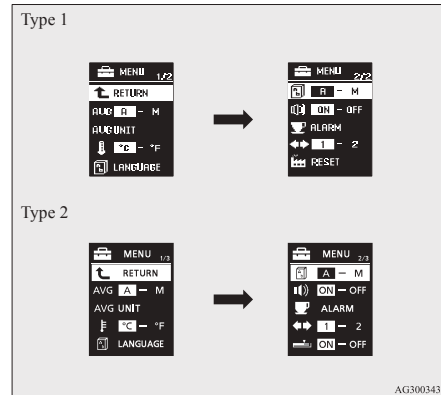 Type 1
MENU 1/2
RETURN
AVG A - M
AVG UNIT
°C - °F
LANGUAGE
MENU 2/2
A - M
ON - OFF
ALARM
1 - 2
RESET
Type 2
MENU 1/3
RETURN
AVG A - M
AVG UNIT
°C - °F
LANGUAGE
MENU 2/3
A - M
ON - OFF
ALARM
1 - 2
ON - OFF
AG300343